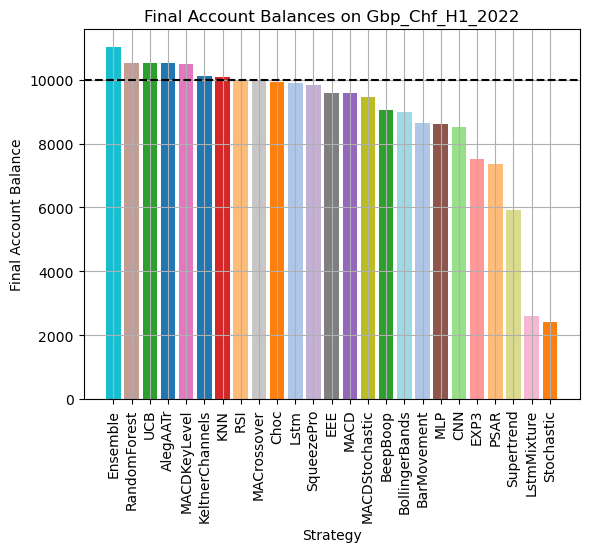 Final Account Balances on Gbp_Chf_H1_2022
Final Account Balance
10000
8000
6000
4000
2000
0
Ensemble
RandomForest
UCB
AlegAATr
MACDKeyLevel
KeltnerChannels
KNN
RSI
MACrossover
Choc
Lstm
SqueezePro
EEE
MACD
MACDStochastic
BeepBoop
BollingerBands
BarMovement
MLP
CNN
EXP3
PSAR
Supertrend
LstmMixture
Stochastic
Strategy